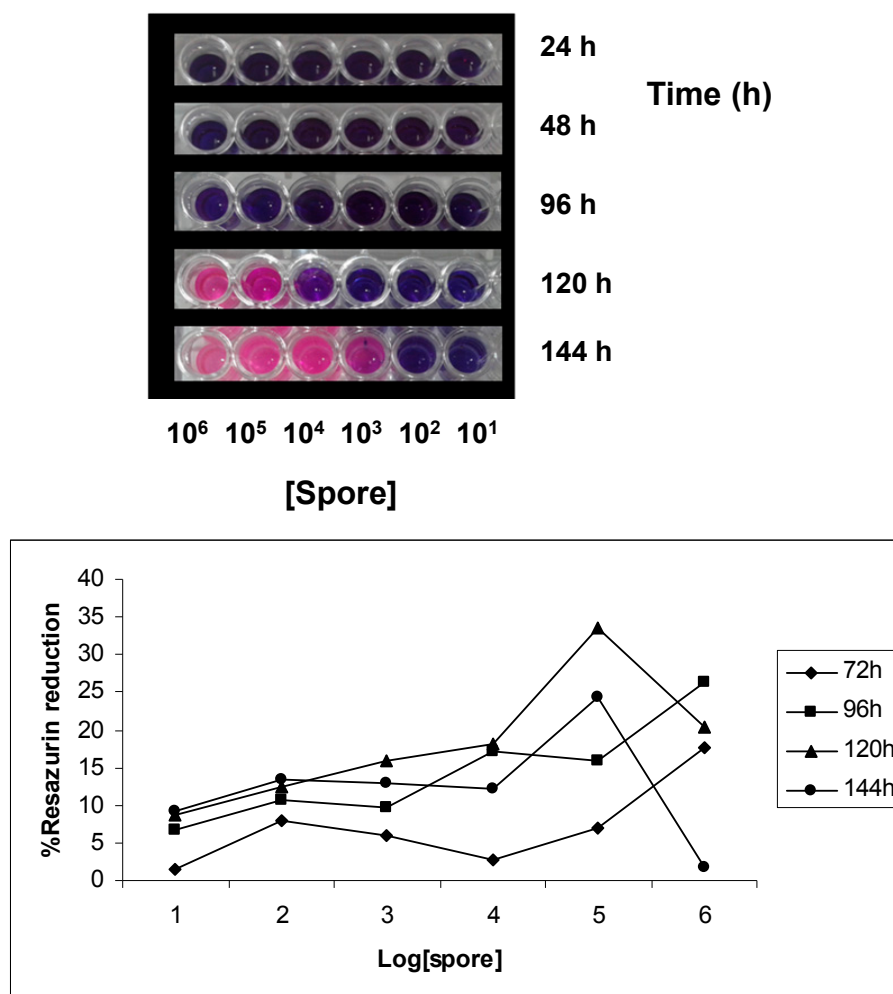 24 h
Time (h)
48 h
96 h
120 h
144 h
10⁶ 10⁵ 10⁴ 10³ 10² 10¹
[Spore]
40
35
30
25
20
15
10
5
0
%Resazurin reduction
1 2 3 4 5 6
Log[spore]
72h
96h
120h
144h